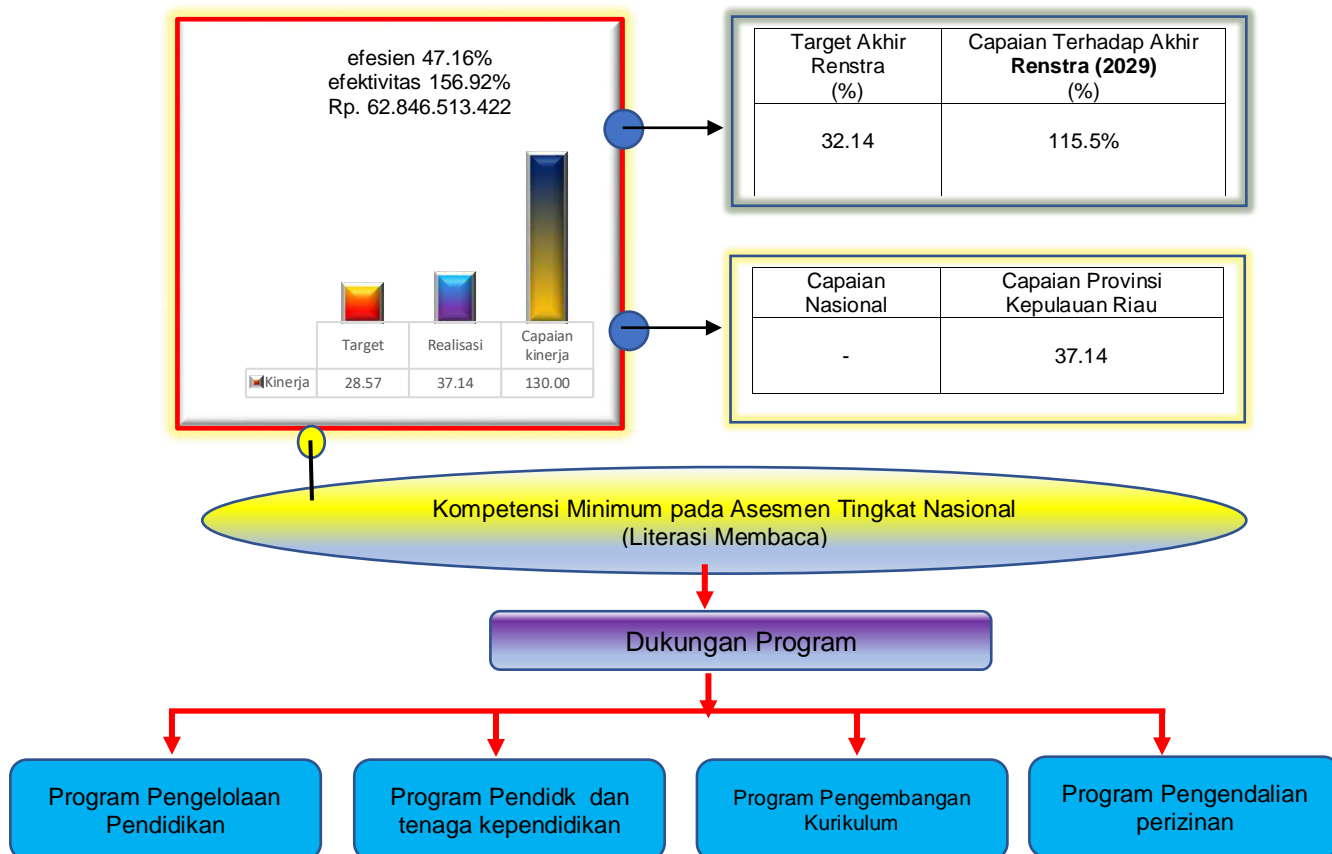 efesien 47.16%
efektivitas 156.92%
Rp. 62.846.513.422
Target
Realisasi
Capaian
kinerja
Kinerja
28.57
37.14
130.00
Target Akhir
Renstra
(%)
Capaian Terhadap Akhir
Renstra (2029)
(%)
32.14
115.5%
Capaian
Nasional
Capaian Provinsi
Kepulauan Riau
-
37.14
Kompetensi Minimum pada Asesmen Tingkat Nasional
(Literasi Membaca)
Dukungan Program
Program Pengelolaan
Pendidikan
Program Pendidk dan
tenaga kependidikan
Program Pengembangan
Kurikulum
Program Pengendalian
perizinan